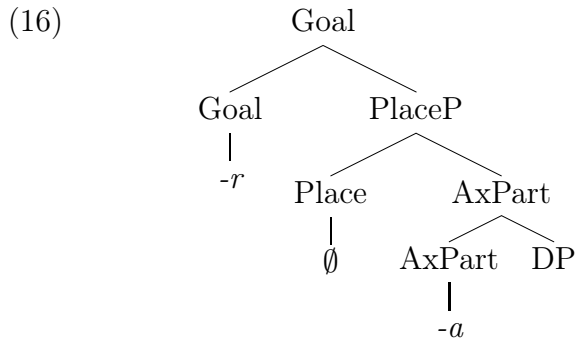 (16) Goal
Goal PlaceP
-r Place AxPart
∅ AxPart DP
-a